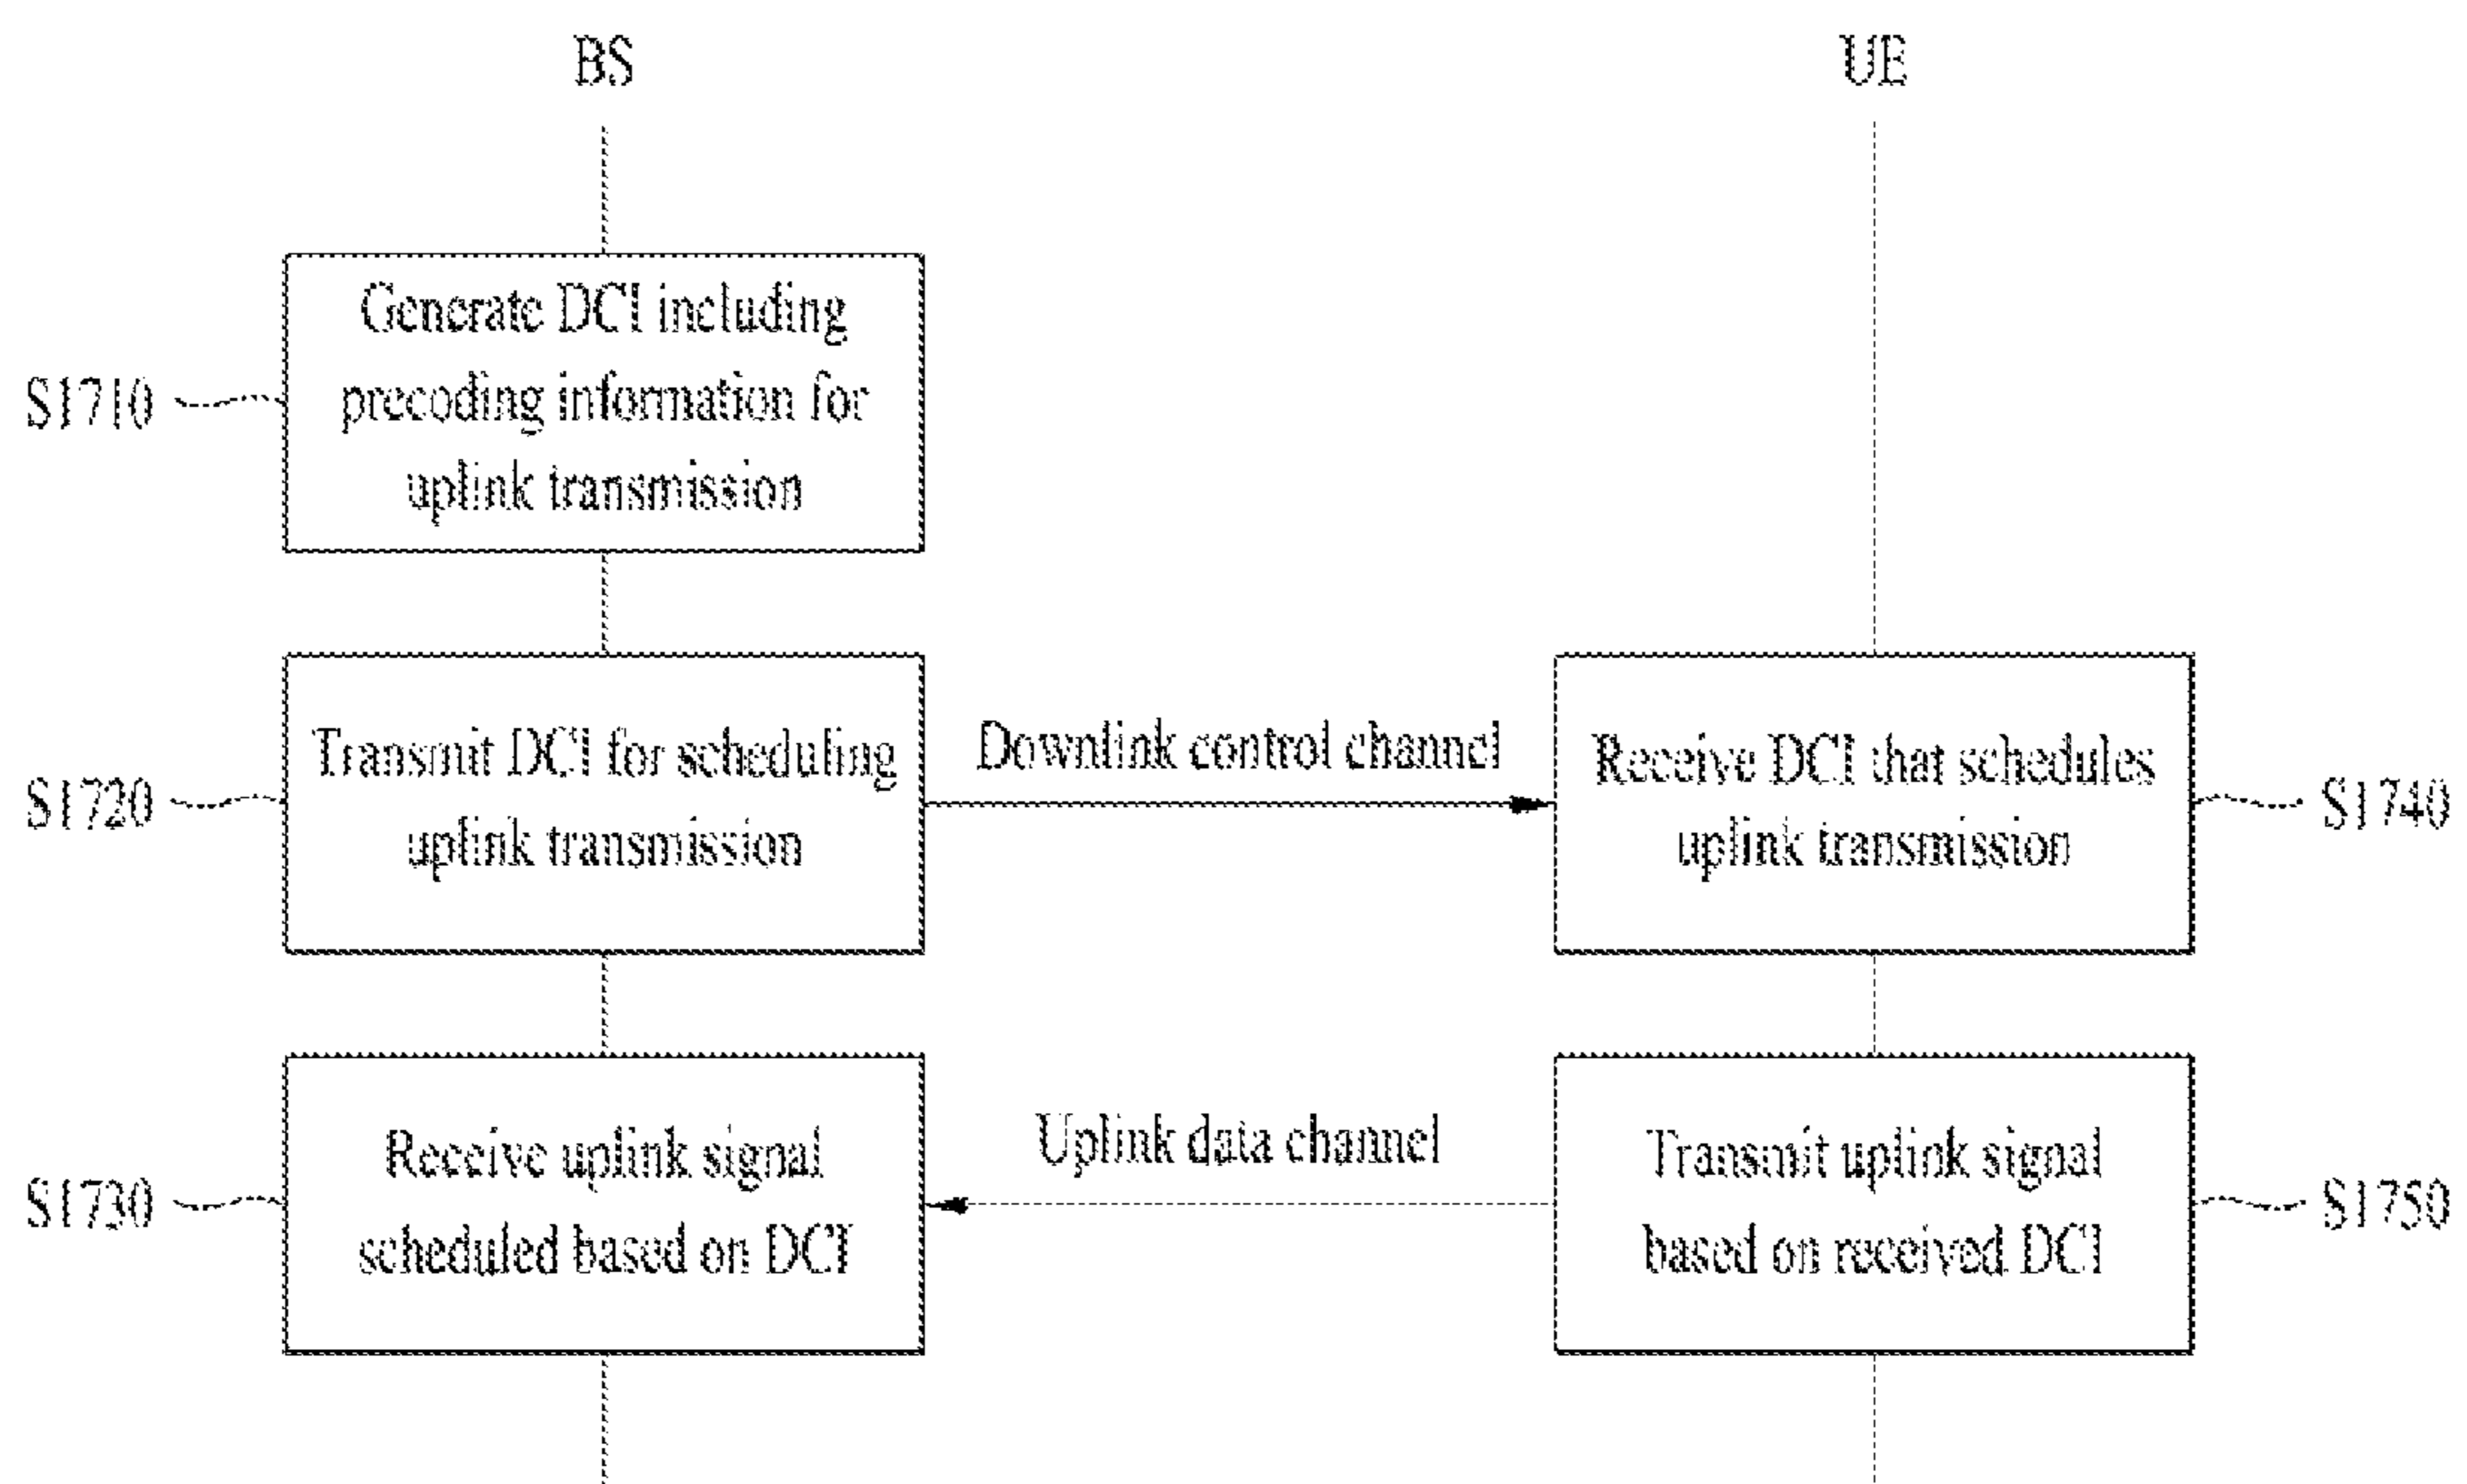 BS
UE
Generate DCI including
precoding information for
uplink transmission
S1710
Transmit DCI for scheduling
uplink transmission
S1720
Downlink control channel
Receive DCI that schedules
uplink transmission
S1740
Receive uplink signal
scheduled based on DCI
S1730
Uplink data channel
Transmit uplink signal
based on received DCI
S1750